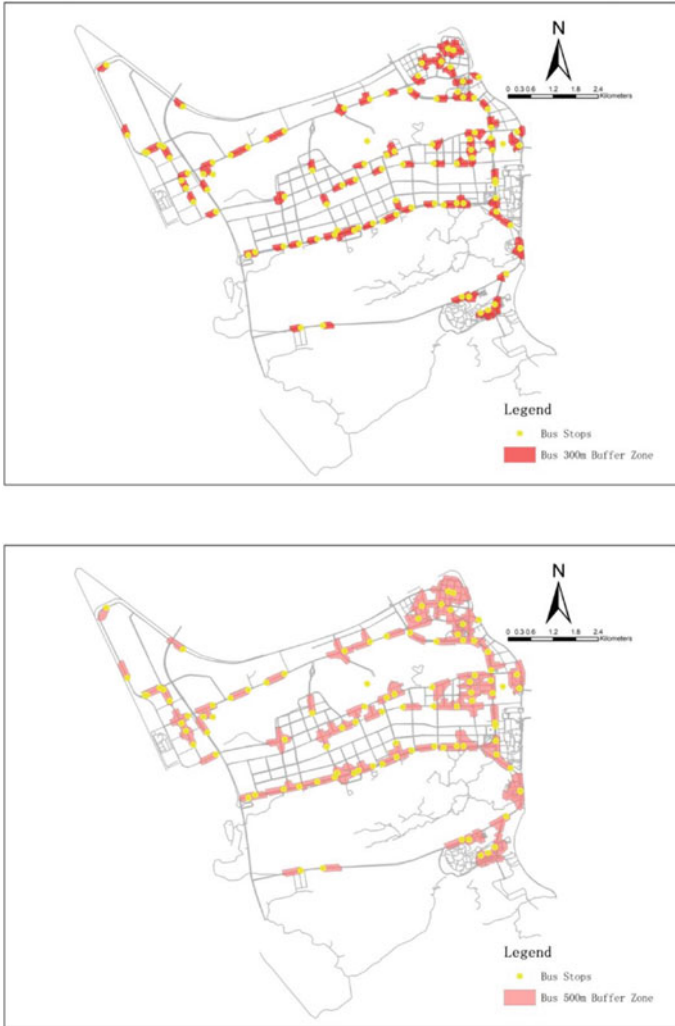 N
0 0.3 0.6 1.2 1.8 2.4
Kilometers
Legend
Bus Stops
Bus 300m Buffer Zone
N
0 0.3 0.6 1.2 1.8 2.4
Kilometers
Legend
Bus Stops
Bus 500m Buffer Zone